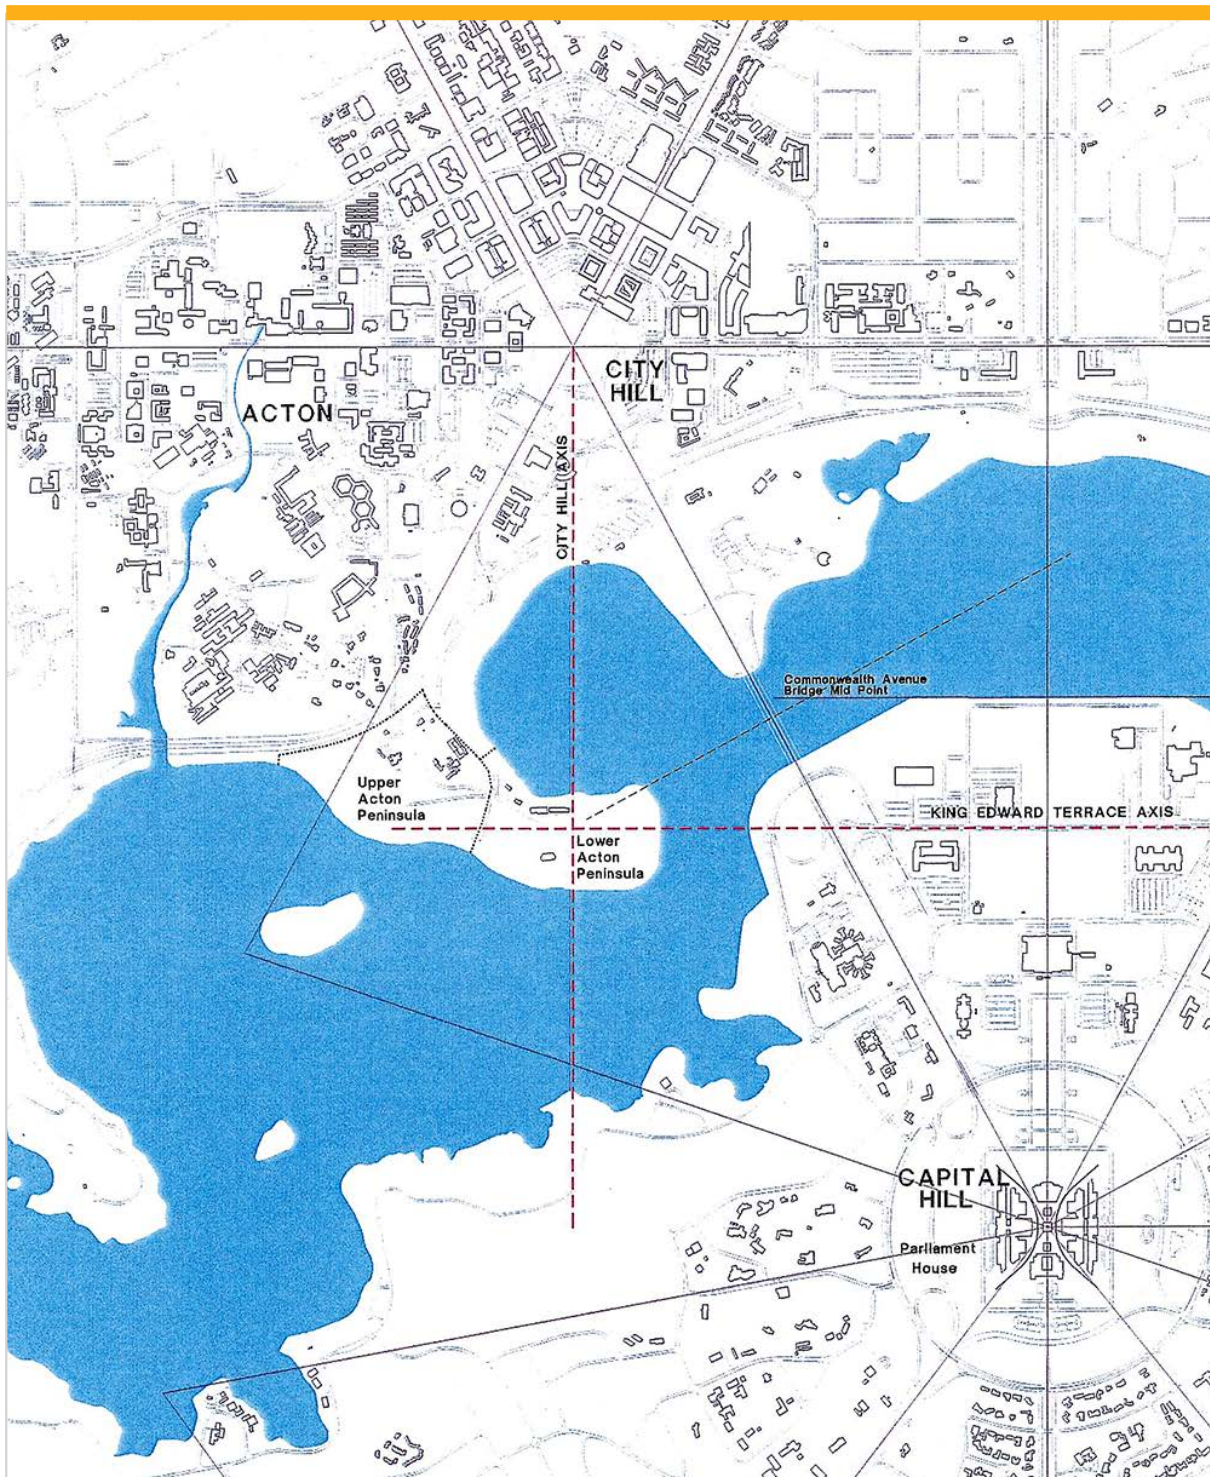 CITY
HILL
ACTON
CITY HILL AXIS
Commonwealth Avenue
Bridge Mid Point
Upper
Acton
Peninsula
KING EDWARD TERRACE AXIS
Lower
Acton
Peninsula
CAPITAL
HILL
Parliament
House